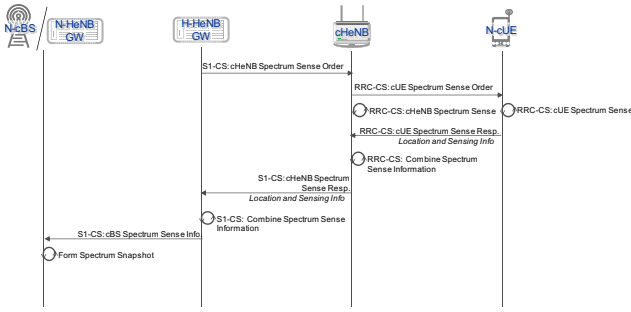 N-cBS
N-HeNB
GW
H-HeNB
GW
cHeNB
N-cUE
S1-CS: cHeNB Spectrum Sense Order
RRC-CS: cUE Spectrum Sense Order
RRC-CS: cHeNB Spectrum Sense
RRC-CS: cUE Spectrum Sense
RRC-CS: cUE Spectrum Sense Resp.
Location and Sensing Info
RRC-CS: Combine Spectrum
Sense Information
S1-CS: cHeNB Spectrum
Sense Resp.
Location and Sensing Info
S1-CS: Combine Spectrum Sense
Information
S1-CS: cBS Spectrum Sense Info.
Form Spectrum Snapshot